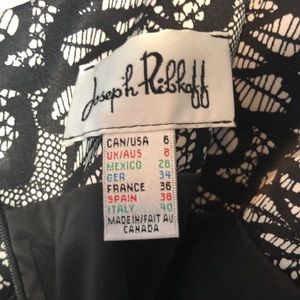 Joseph Ribkoff
CAN/USA 6
UK/AUS 8
MEXICO 28
GER 34
FRANCE 36
SPAIN 38
ITALY 40
MADE IN/FAIT AU
CANADA